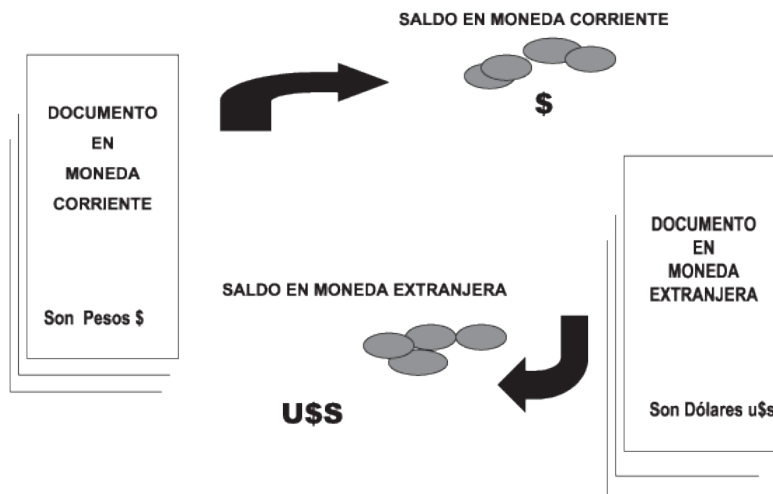 SALDO EN MONEDA CORRIENTE
$
DOCUMENTO
EN
MONEDA
CORRIENTE
Son Pesos $
DOCUMENTO
EN
MONEDA
EXTRANJERA
Son Dólares u$s
SALDO EN MONEDA EXTRANJERA
U$S